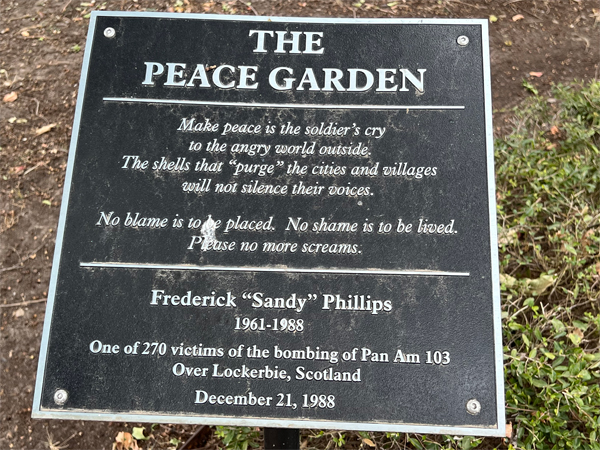 THE
PEACE GARDEN
Make peace is the soldier's cry
to the angry world outside.
The shells that “purge” the cities and villages
will not silence their voices.
No blame is to be placed. No shame is to be lived.
Please no more screams.
Frederick “Sandy” Phillips
1961-1988
One of 270 victims of the bombing of Pan Am 103
Over Lockerbie, Scotland
December 21, 1988